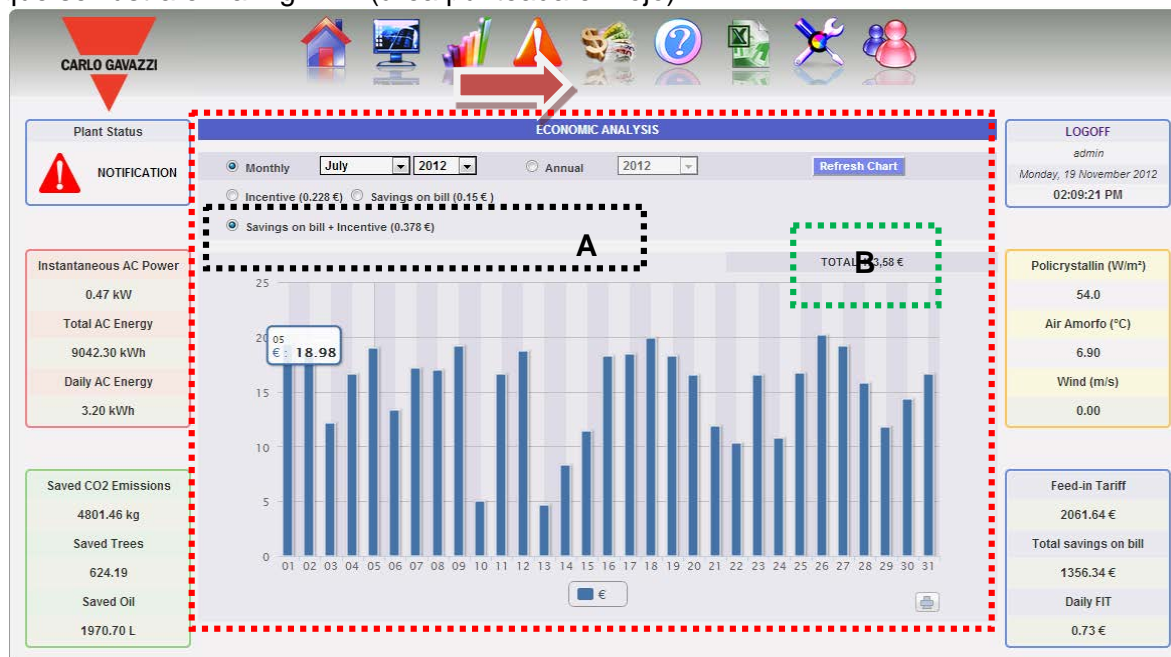 CARLO GAVAZZI
Plant Status
NOTIFICATION
Instantaneous AC Power
0.47 kW
Total AC Energy
9042.30 kWh
Daily AC Energy
3.20 kWh
Saved CO2 Emissions
4801.46 kg
Saved Trees
624.19
Saved Oil
1970.70 L
ECONOMIC ANALYSIS
Monthly July 2012 Annual 2012 Refresh Chart
Incentive (0.228 €) Savings on bill (0.15 € )
Savings on bill + Incentive (0.378 €)
A
B
25
20
15
10
5
0
05
€ : 18.98
01 02 03 04 05 06 07 08 09 10 11 12 13 14 15 16 17 18 19 20 21 22 23 24 25 26 27 28 29 30 31
€
LOGOFF
admin
Monday, 19 November 2012
02:09:21 PM
Policrystallin (W/m²)
54.0
Air Amorfo (°C)
6.90
Wind (m/s)
0.00
Feed-in Tariff
2061.64 €
Total savings on bill
1356.34 €
Daily FIT
0.73 €